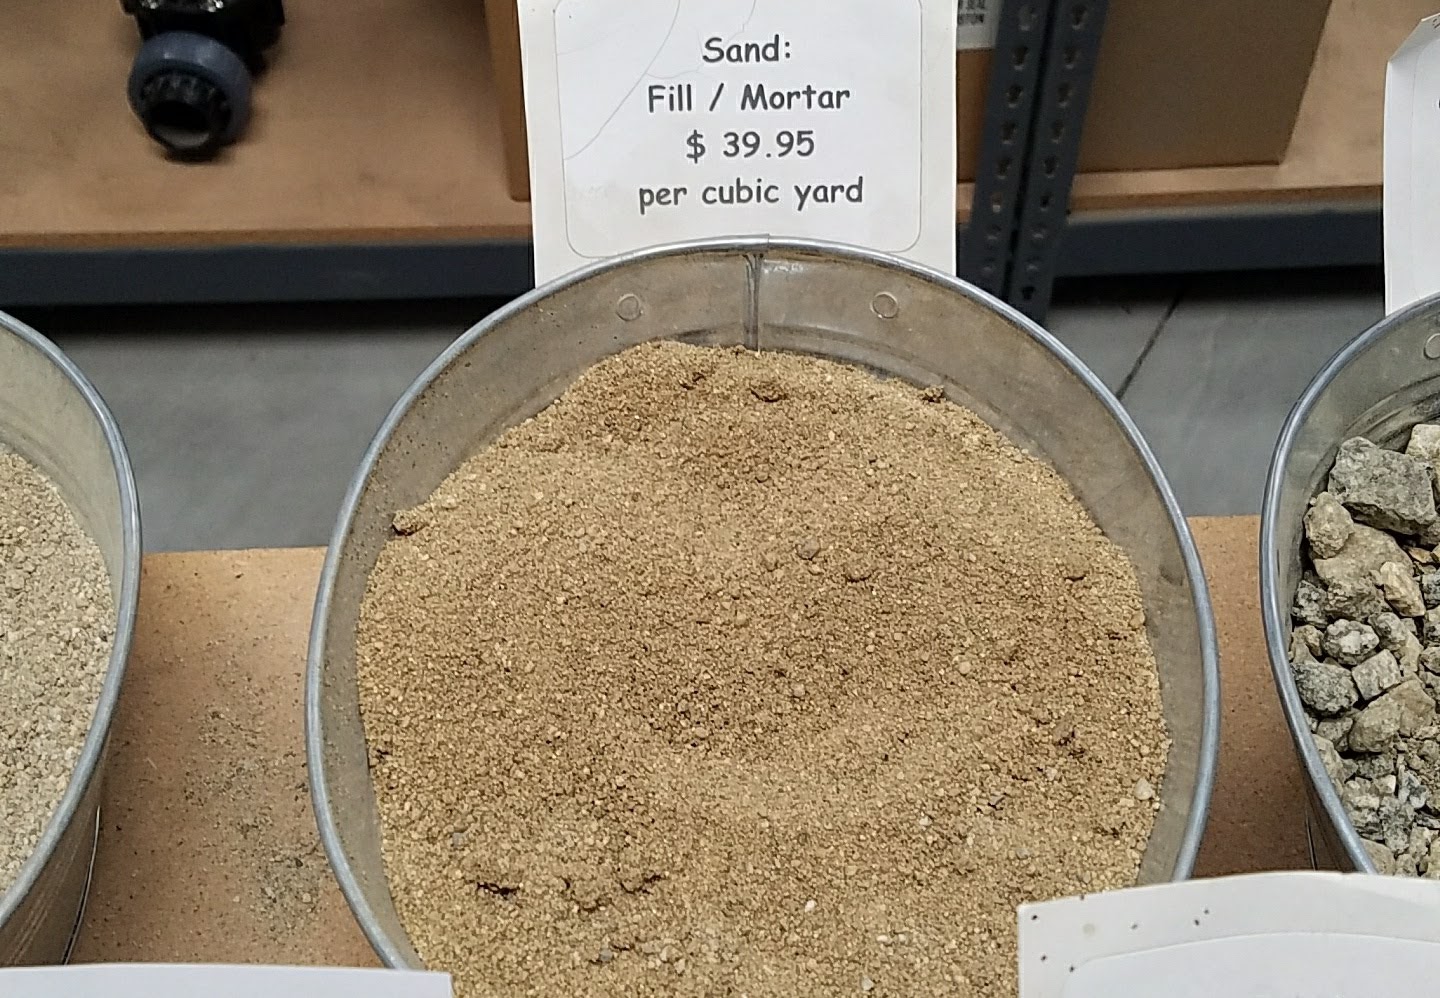 Sand:
Fill / Mortar
$ 39.95
per cubic yard